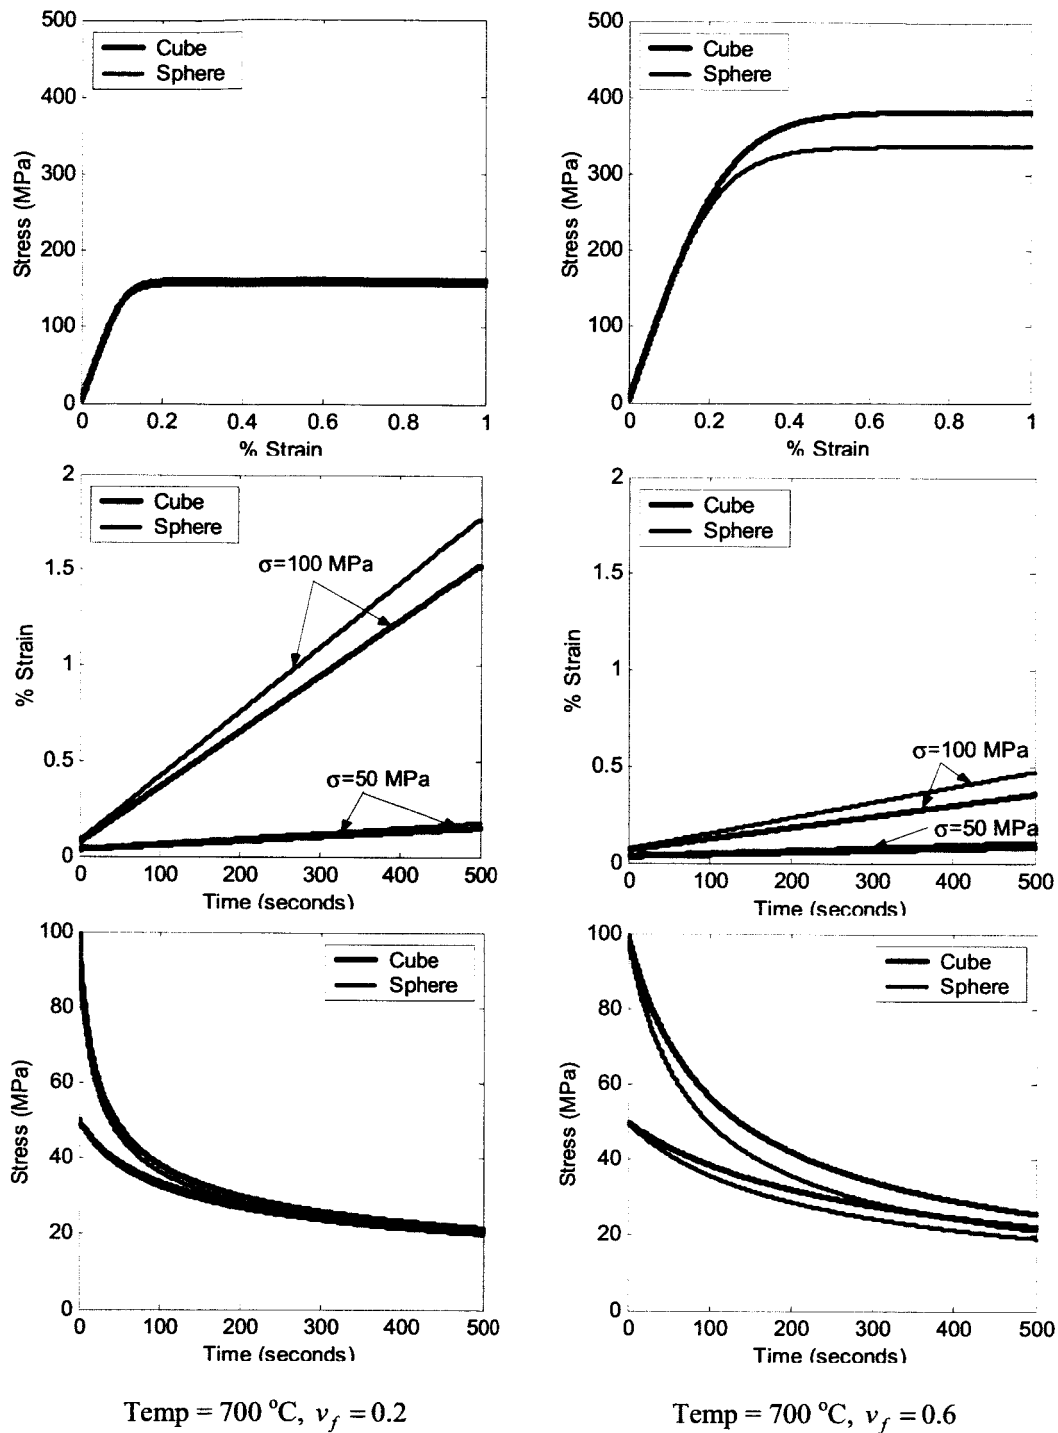 500
400
300
200
100
0
Stress (MPa)
Cube
Sphere
0 0.2 0.4 0.6 0.8 1
% Strain
500
400
300
200
100
0
Stress (MPa)
Cube
Sphere
0 0.2 0.4 0.6 0.8 1
% Strain
2
1.5
1
0.5
0
% Strain
Cube
Sphere
σ=100 MPa
σ=50 MPa
0 100 200 300 400 500
Time (seconds)
2
1.5
1
0.5
0
% Strain
Cube
Sphere
σ=100 MPa
σ=50 MPa
0 100 200 300 400 500
Time (seconds)
100
80
60
40
20
0
Stress (MPa)
Cube
Sphere
0 100 200 300 400 500
Time (seconds)
100
80
60
40
20
0
Stress (MPa)
Cube
Sphere
0 100 200 300 400 500
Time (seconds)
Temp = 700 °C, v_f = 0.2
Temp = 700 °C, v_f = 0.6